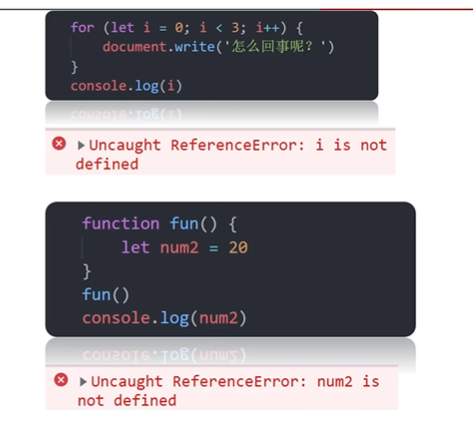 for (let i = 0; i < 3; i++) {
    document.write('怎么回事呢？')
}
console.log(i)
▶Uncaught ReferenceError: i is not
defined
function fun() {
    let num2 = 20
}
fun()
console.log(num2)
▶Uncaught ReferenceError: num2 is
not defined